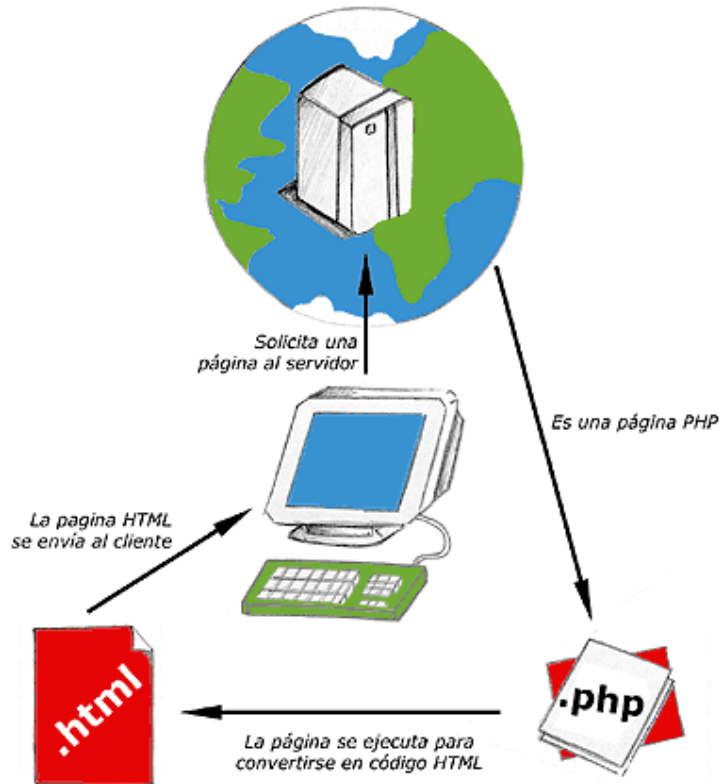 Solicita una
página al servidor
Es una página PHP
La pagina HTML
se envía al cliente
.html
.php
La página se ejecuta para
convertirse en código HTML